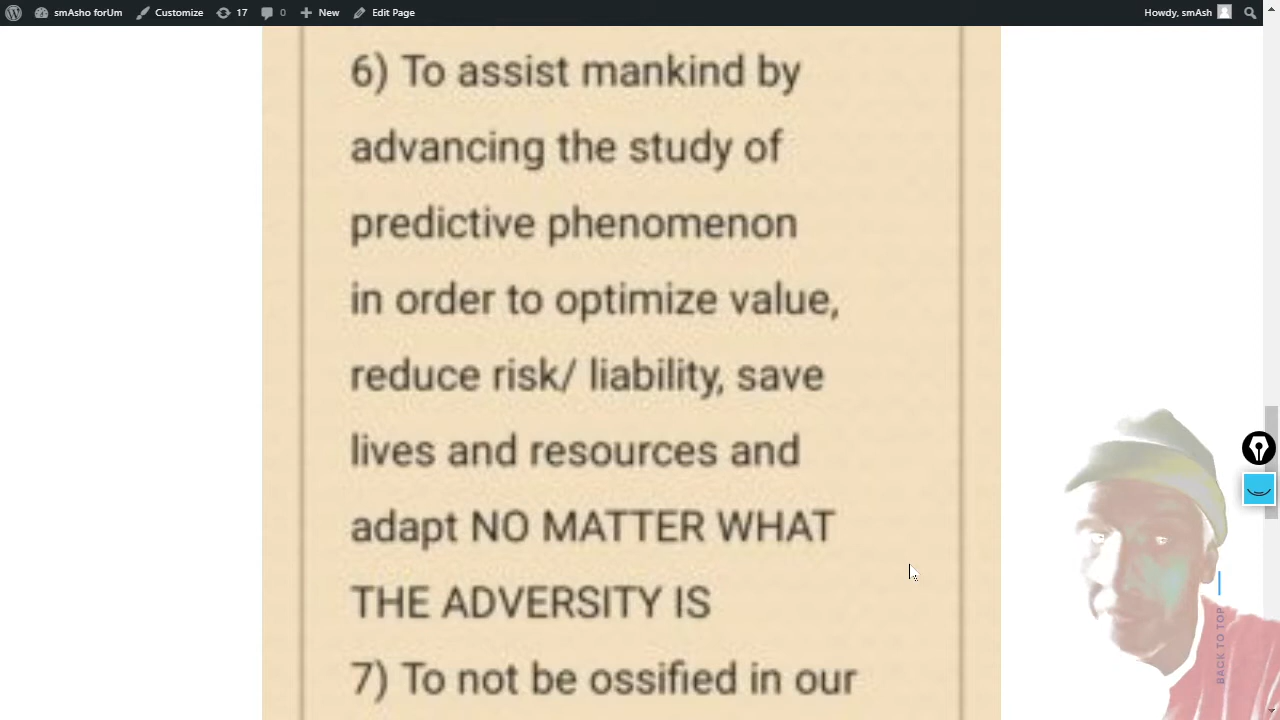 smAsho forUm Customize 17 0 New Edit Page Howdy, smAsh
6) To assist mankind by
advancing the study of
predictive phenomenon
in order to optimize value,
reduce risk/ liability, save
lives and resources and
adapt NO MATTER WHAT
THE ADVERSITY IS
7) To not be ossified in our
BACK TO TOP